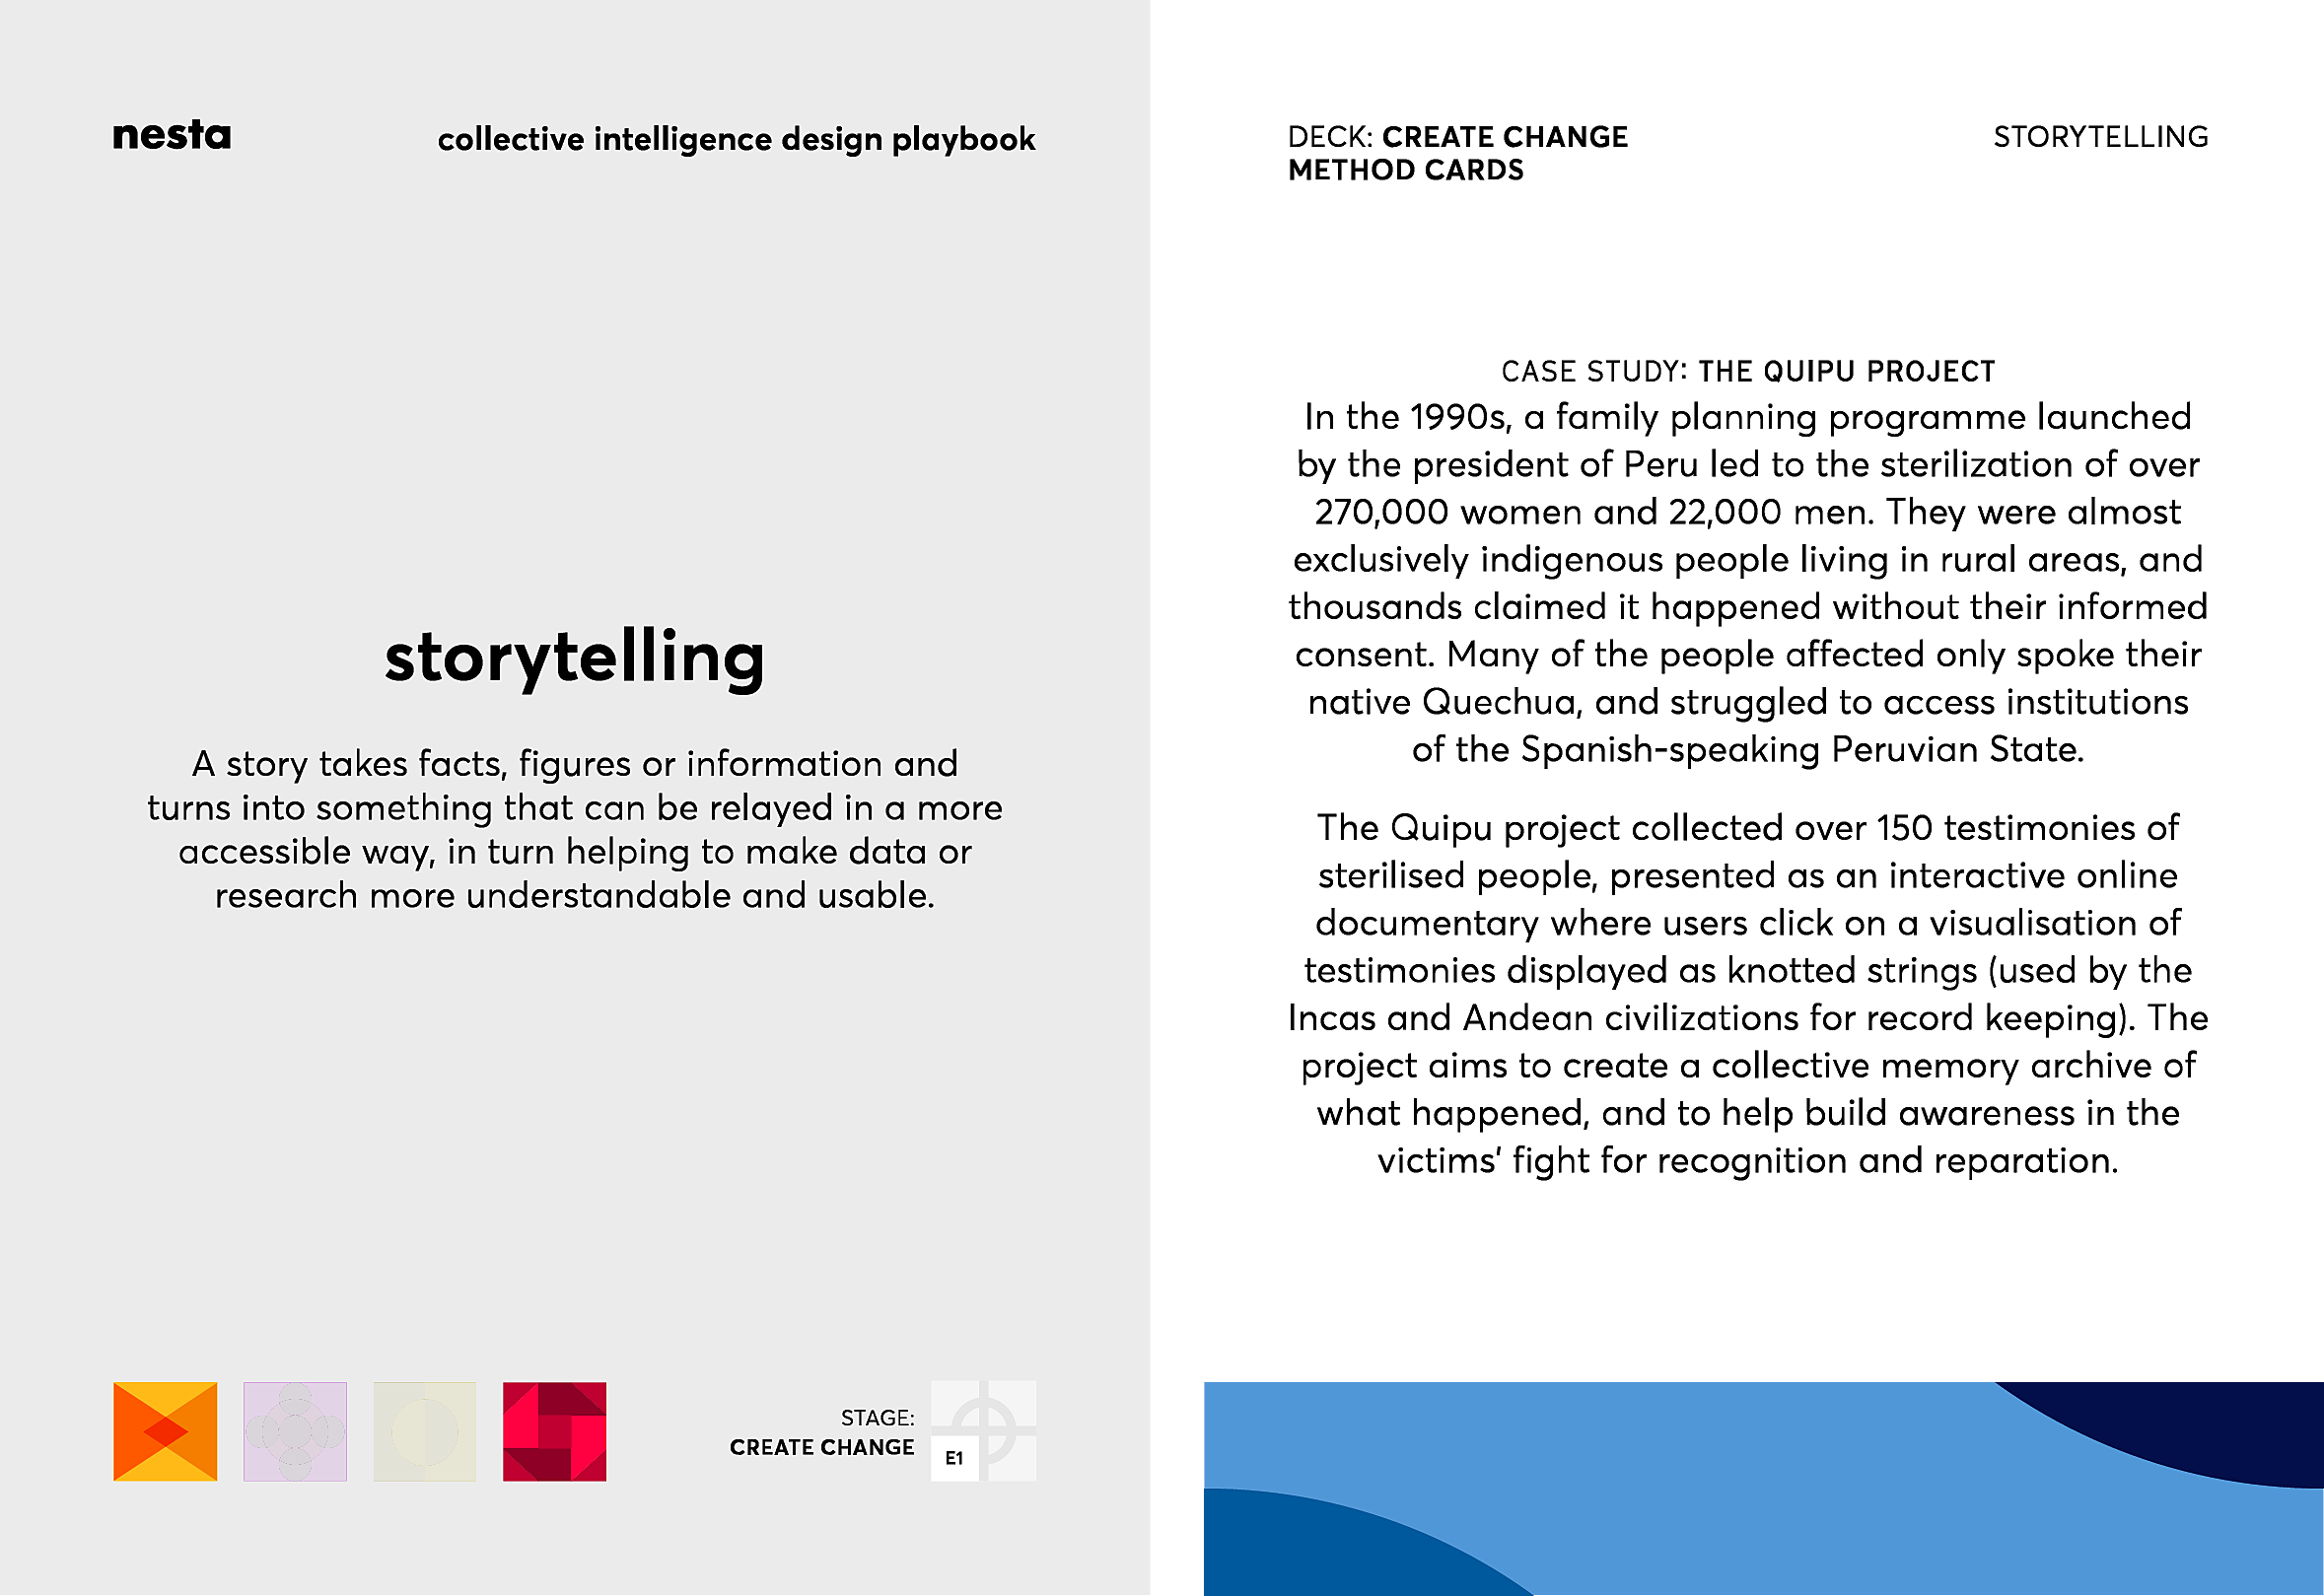 nesta
collective intelligence design playbook
storytelling
A story takes facts, figures or information and
turns into something that can be relayed in a more
accessible way, in turn helping to make data or
research more understandable and usable.
STAGE:
CREATE CHANGE
E1
DECK: CREATE CHANGE
METHOD CARDS
STORYTELLING
CASE STUDY: THE QUIPU PROJECT
In the 1990s, a family planning programme launched
by the president of Peru led to the sterilization of over
270,000 women and 22,000 men. They were almost
exclusively indigenous people living in rural areas, and
thousands claimed it happened without their informed
consent. Many of the people affected only spoke their
native Quechua, and struggled to access institutions
of the Spanish-speaking Peruvian State.
The Quipu project collected over 150 testimonies of
sterilised people, presented as an interactive online
documentary where users click on a visualisation of
testimonies displayed as knotted strings (used by the
Incas and Andean civilizations for record keeping). The
project aims to create a collective memory archive of
what happened, and to help build awareness in the
victims' fight for recognition and reparation.